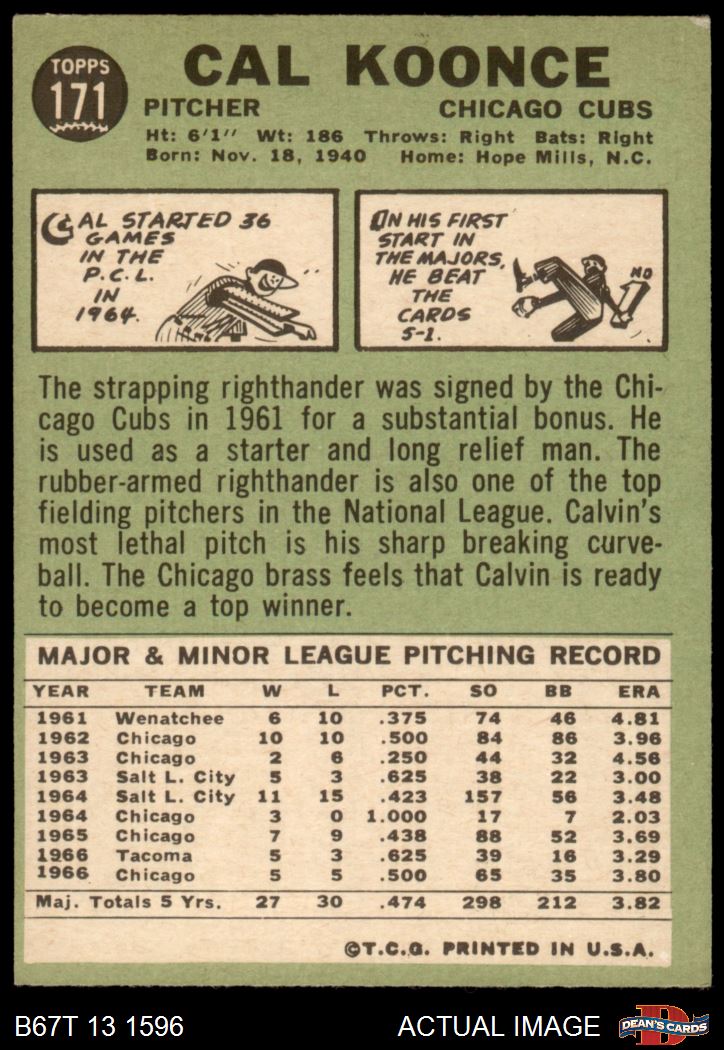 TOPPS
171
CAL KOONCE
PITCHER CHICAGO CUBS
Ht: 6'1'' Wt: 186 Throws: Right Bats: Right
Born: Nov. 18, 1940 Home: Hope Mills, N.C.
CAL STARTED 36
GAMES
IN THE
P.C.L.
IN
1964.
ON HIS FIRST
START IN
THE MAJORS,
HE BEAT
THE
CARDS
5-1.
NO
The strapping righthander was signed by the Chi-
cago Cubs in 1961 for a substantial bonus. He
is used as a starter and long relief man. The
rubber-armed righthander is also one of the top
fielding pitchers in the National League. Calvin's
most lethal pitch is his sharp breaking curve-
ball. The Chicago brass feels that Calvin is ready
to become a top winner.
MAJOR & MINOR LEAGUE PITCHING RECORD
YEAR TEAM W L PCT. SO BB ERA
1961 Wenatchee 6 10 .375 74 46 4.81
1962 Chicago 10 10 .500 84 86 3.96
1963 Chicago 2 6 .250 44 32 4.56
1963 Salt L. City 5 3 .625 38 22 3.00
1964 Salt L. City 11 15 .423 157 56 3.48
1964 Chicago 3 0 1.000 17 7 2.03
1965 Chicago 7 9 .438 88 52 3.69
1966 Tacoma 5 3 .625 39 16 3.29
1966 Chicago 5 5 .500 65 35 3.80
Maj. Totals 5 Yrs. 27 30 .474 298 212 3.82
©T.C.G. PRINTED IN U.S.A.
B67T 13 1596 ACTUAL IMAGE
D
DEAN'S CARDS